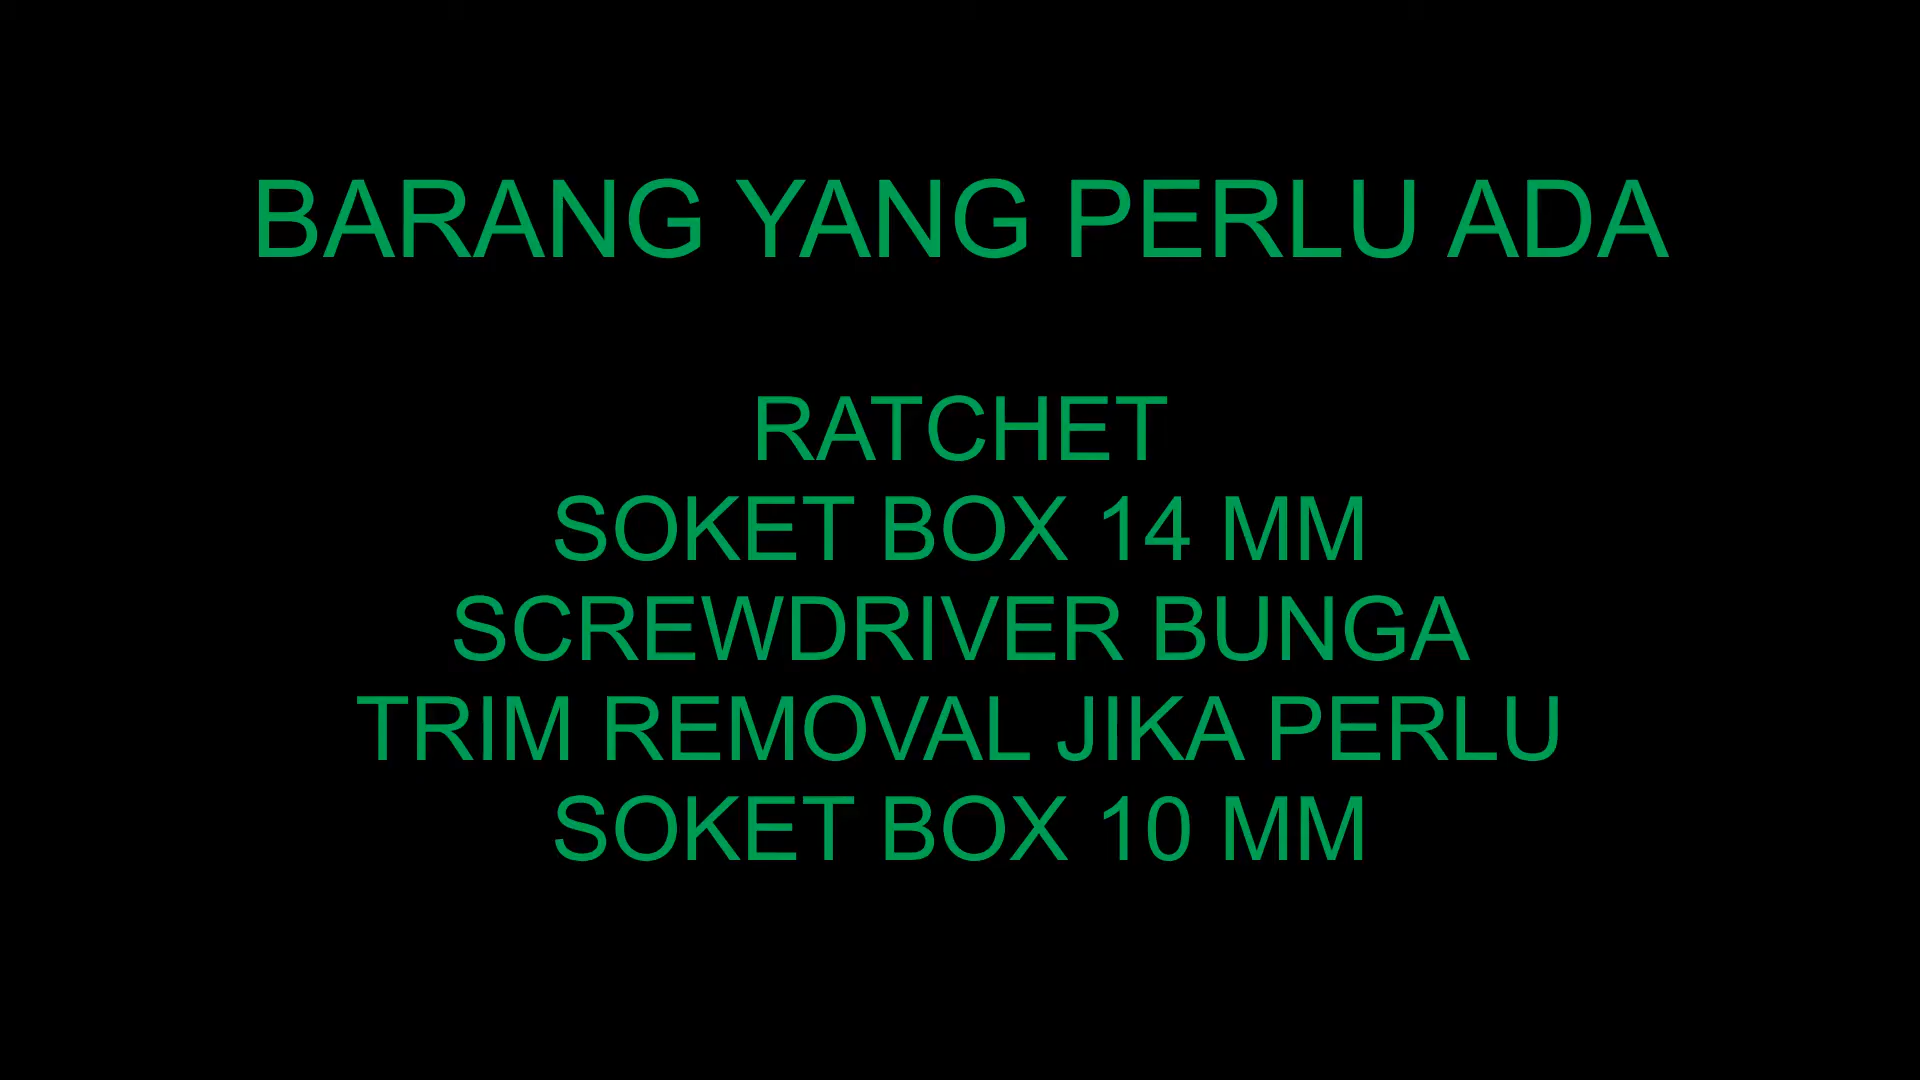 BARANG YANG PERLU ADA
RATCHET
SOKET BOX 14 MM
SCREWDRIVER BUNGA
TRIM REMOVAL JIKA PERLU
SOKET BOX 10 MM